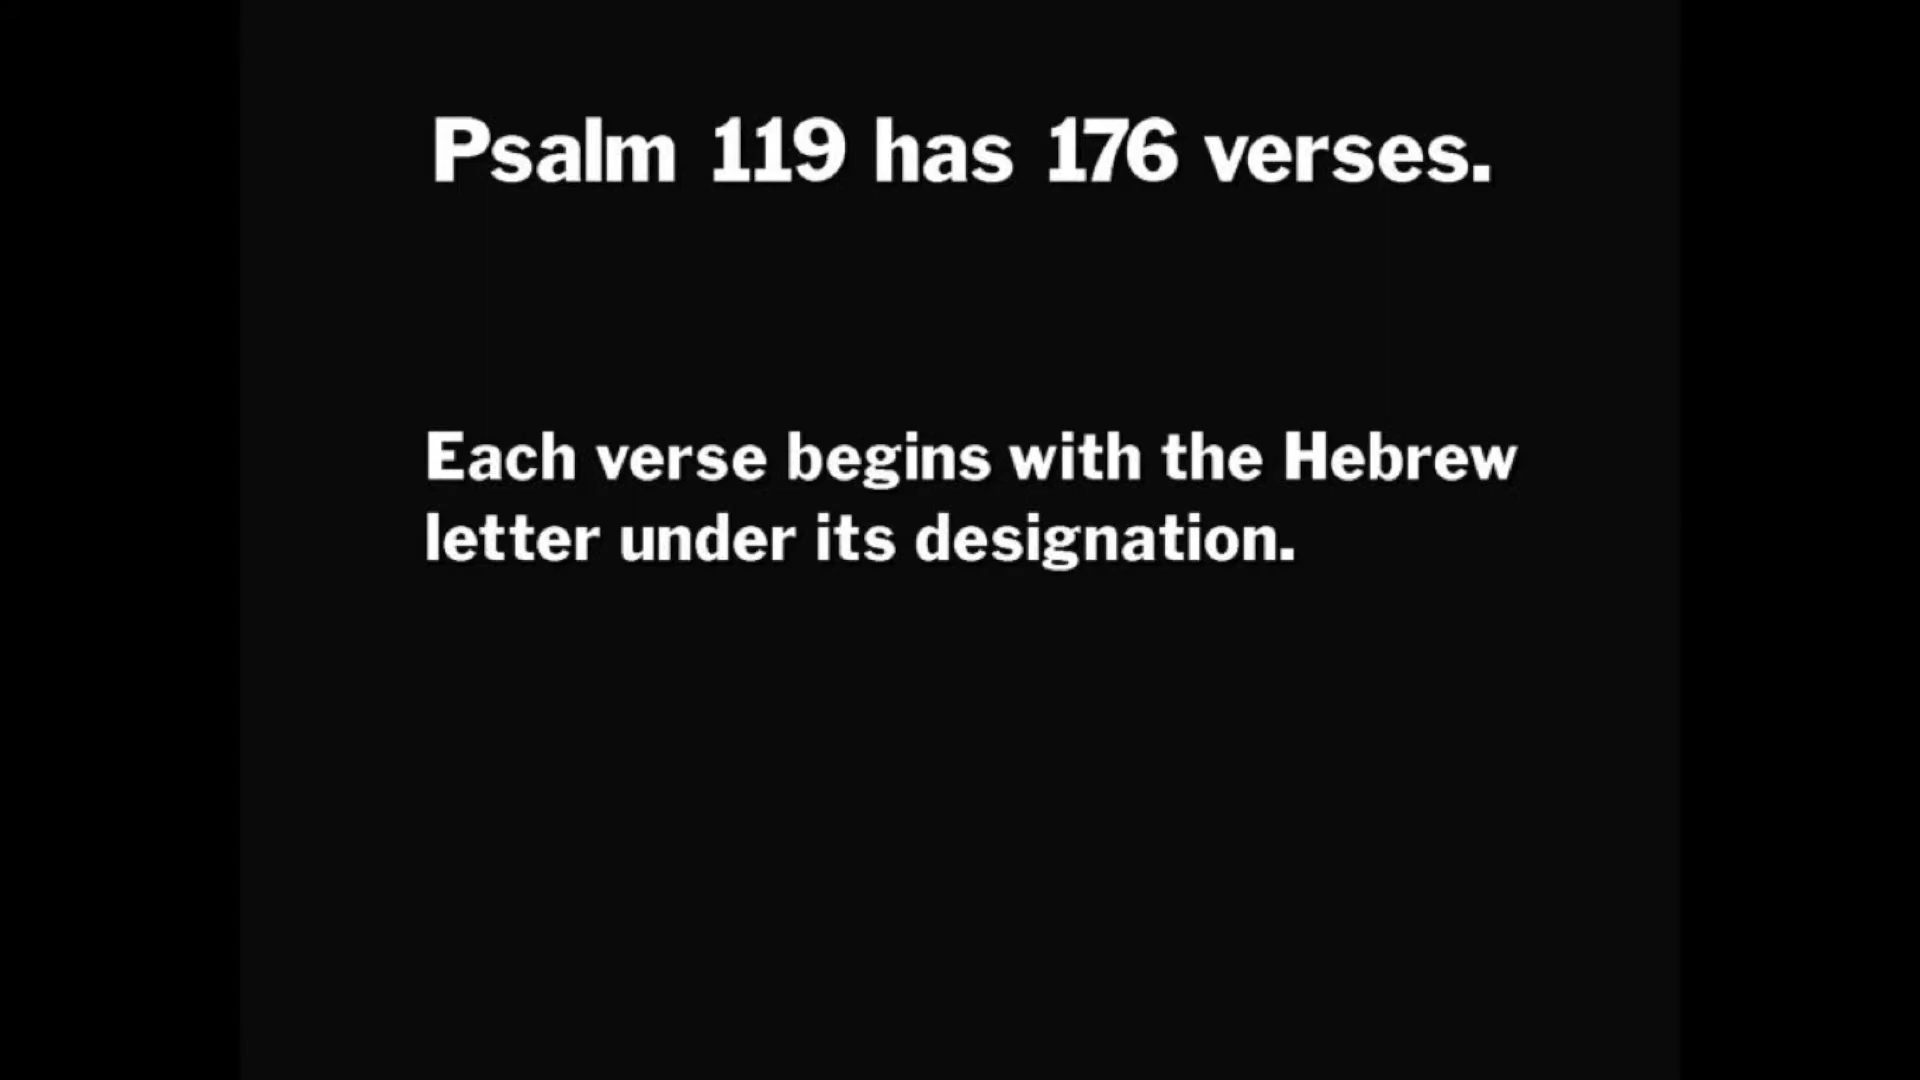 Psalm 119 has 176 verses.
Each verse begins with the Hebrew
letter under its designation.